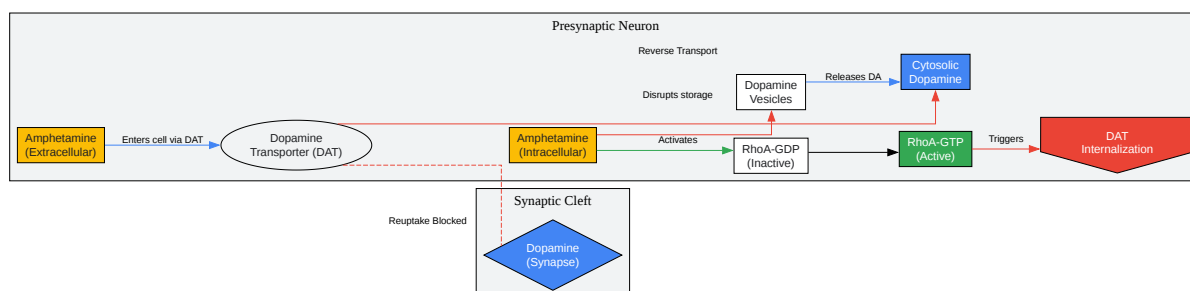 Presynaptic Neuron
Reverse Transport
Disrupts storage
Dopamine
Vesicles
Releases DA
Cytosolic
Dopamine
Amphetamine
(Extracellular)
Enters cell via DAT
Dopamine
Transporter (DAT)
Amphetamine
(Intracellular)
Activates
RhoA-GDP
(Inactive)
RhoA-GTP
(Active)
Triggers
DAT
Internalization
Synaptic Cleft
Reuptake Blocked
Dopamine
(Synapse)